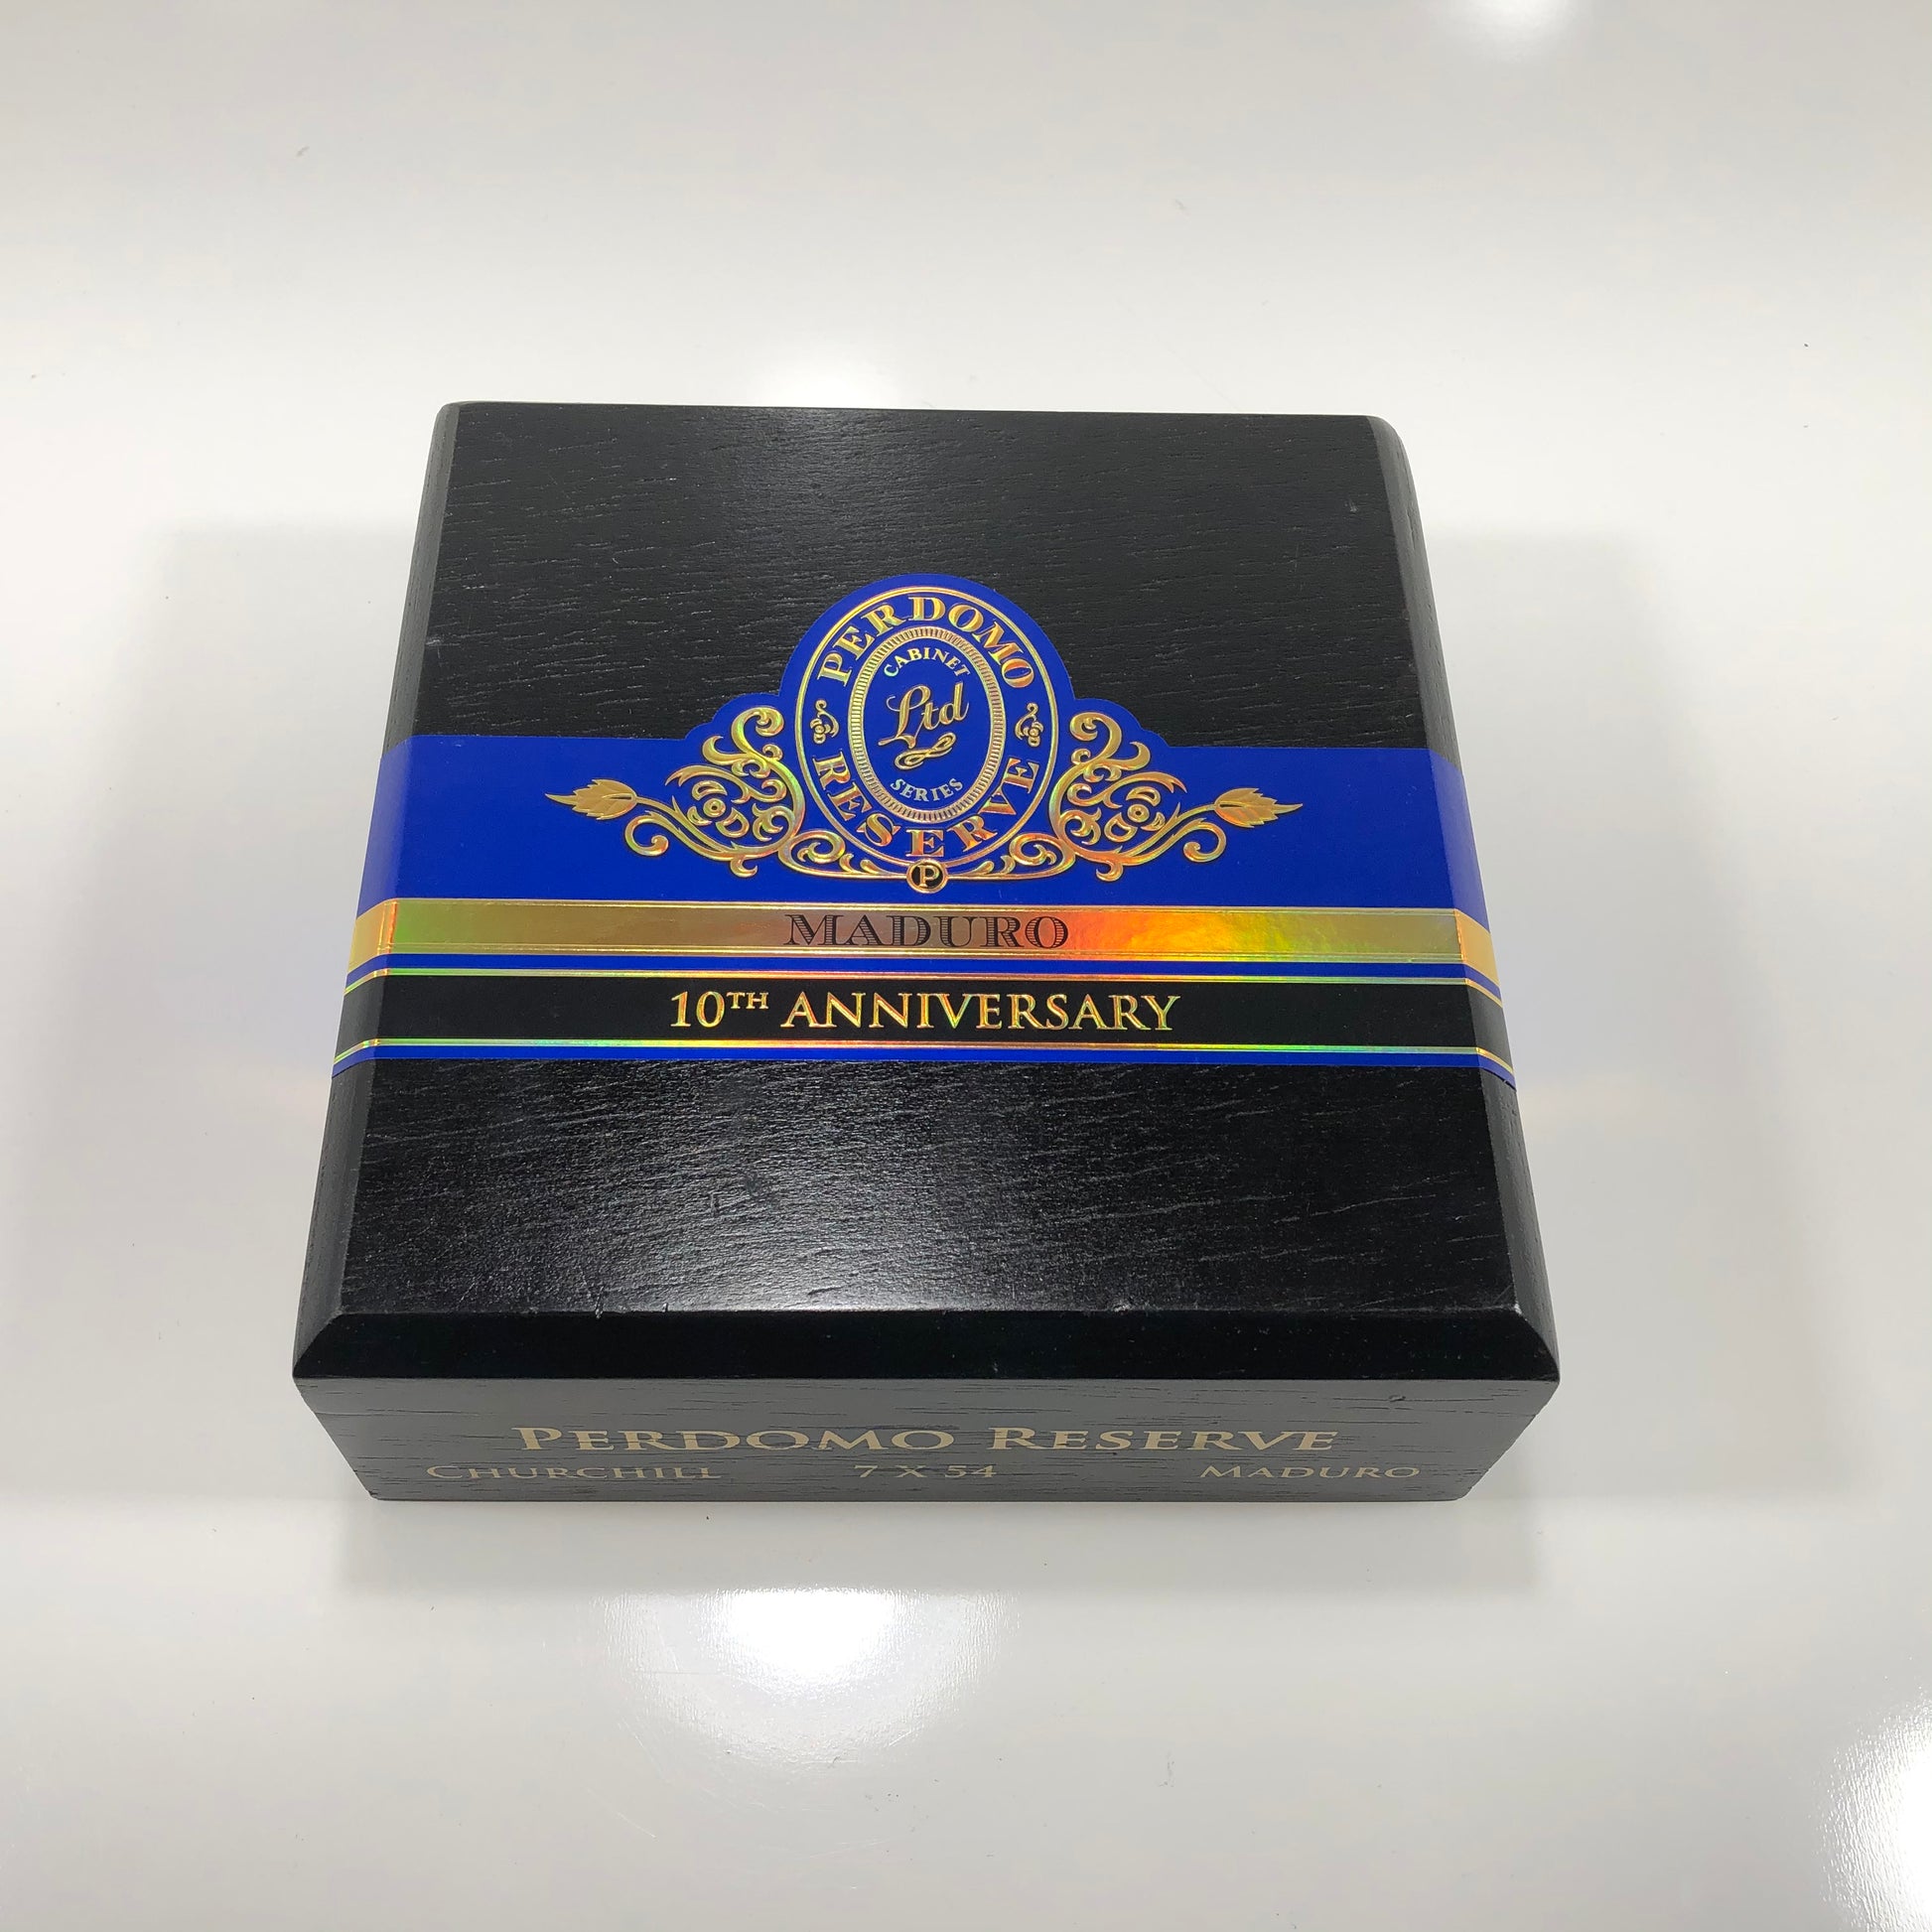 PERDOMO
CABINET
Ltd
SERIES
RESERVE
P
MADURO
10TH ANNIVERSARY
PERDOMO RESERVE
CHURCHILL 7 X 54 MADURO